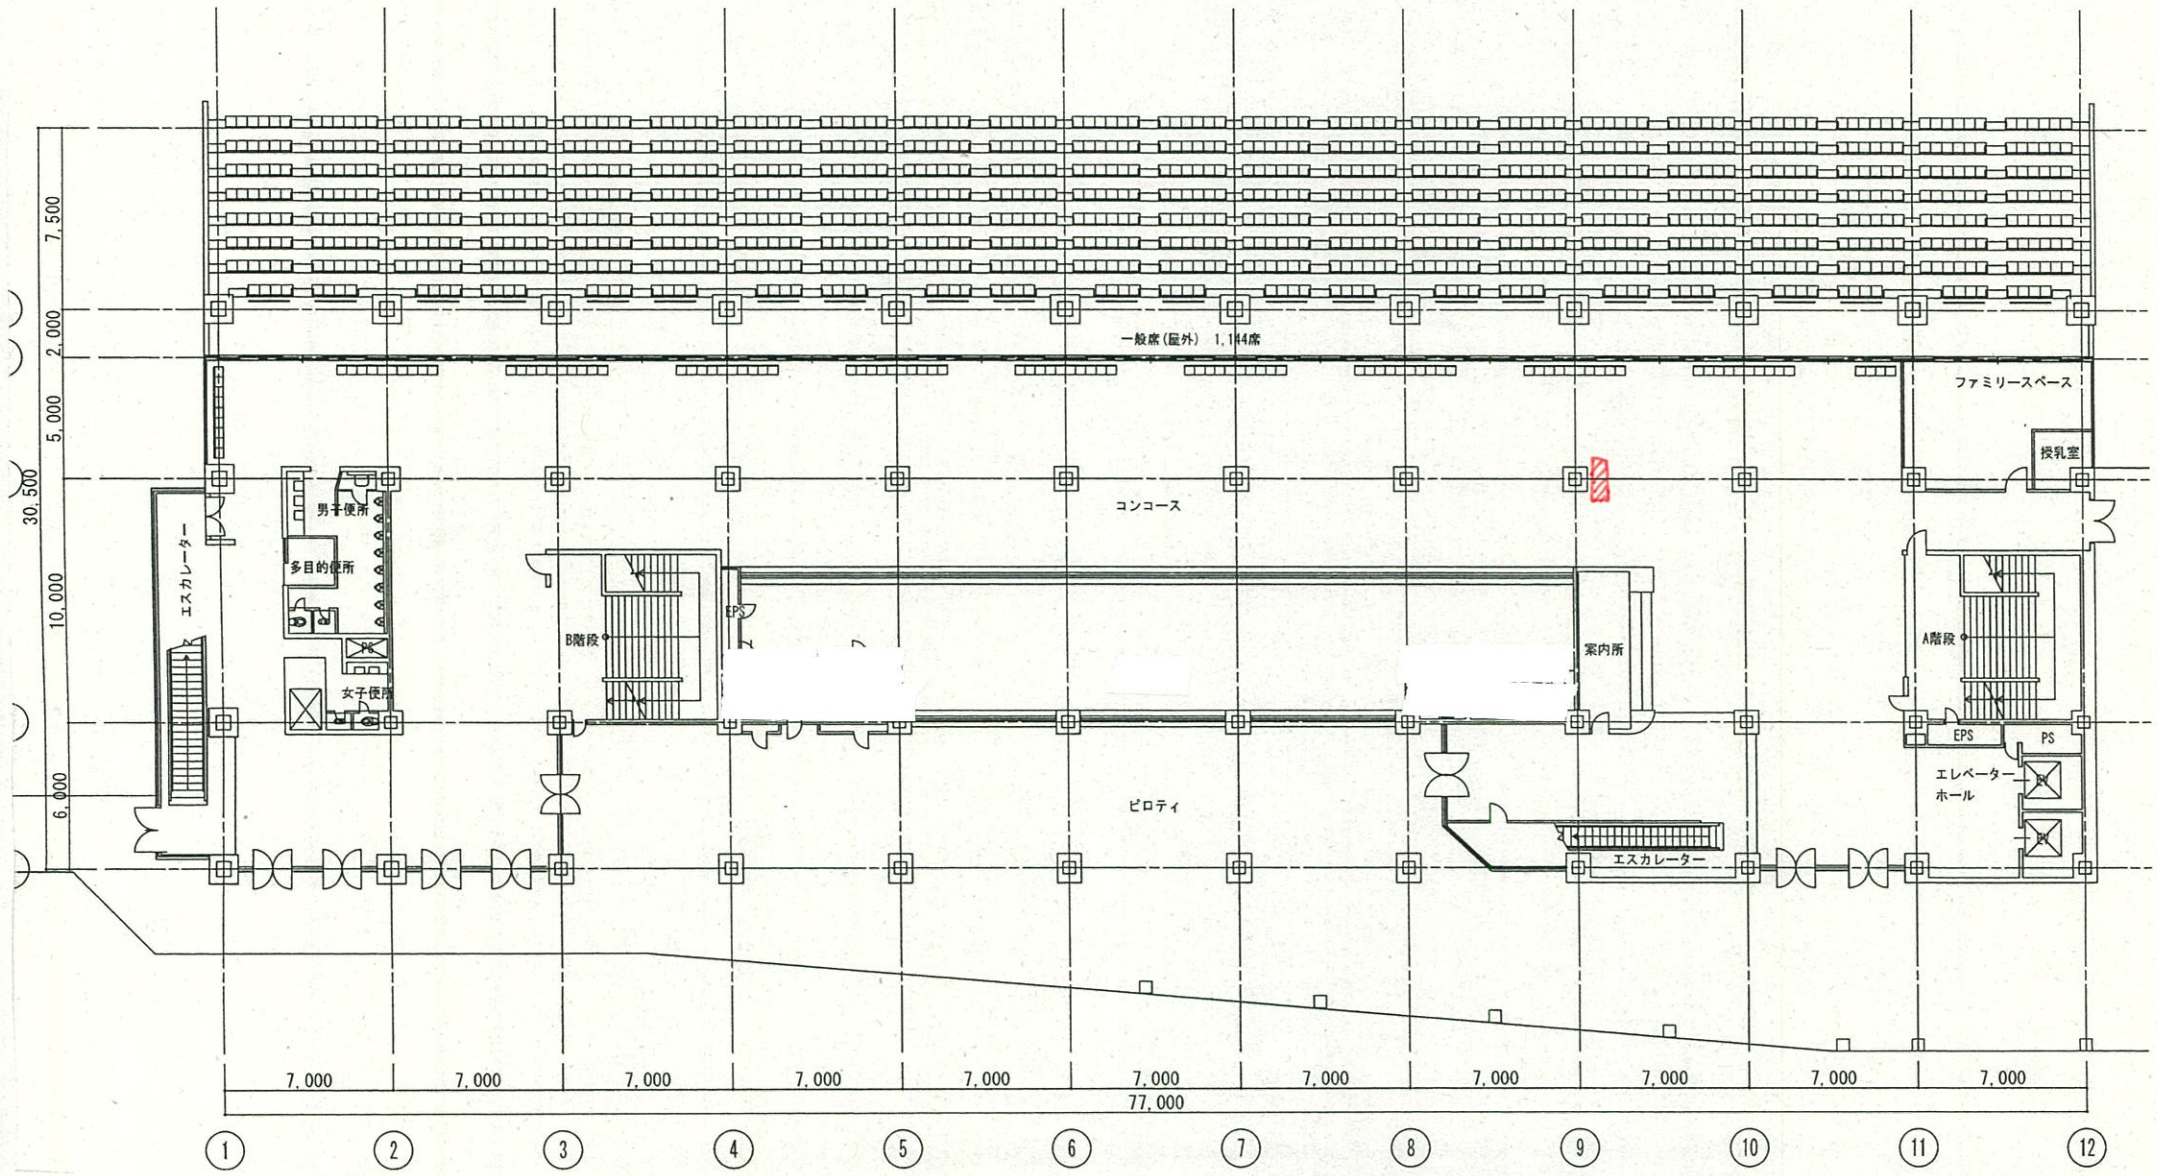 7,500
2,000
5,000
30,500
10,000
6,000
一般席(屋外) 1,144席
ファミリースペース
授乳室
コンコース
男子便所
多目的便所
エスカレーター
PS
女子便所
B階段
EPS
案内所
A階段
EPS
PS
エレベーター
ホール
EV
EV
ピロティ
エスカレーター
7,000
7,000
7,000
7,000
7,000
7,000
7,000
7,000
7,000
7,000
7,000
77,000
1
2
3
4
5
6
7
8
9
10
11
12